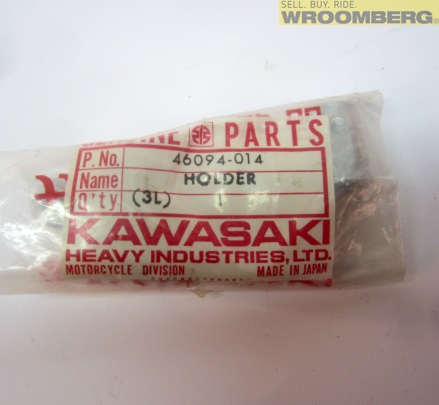 SELL. BUY. RIDE.
WROOMBERG®
PARTS
P. No. 46094-014
Name HOLDER
Q'ty (3L) 1
KAWASAKI
HEAVY INDUSTRIES, LTD.
MOTORCYCLE DIVISION MADE IN JAPAN